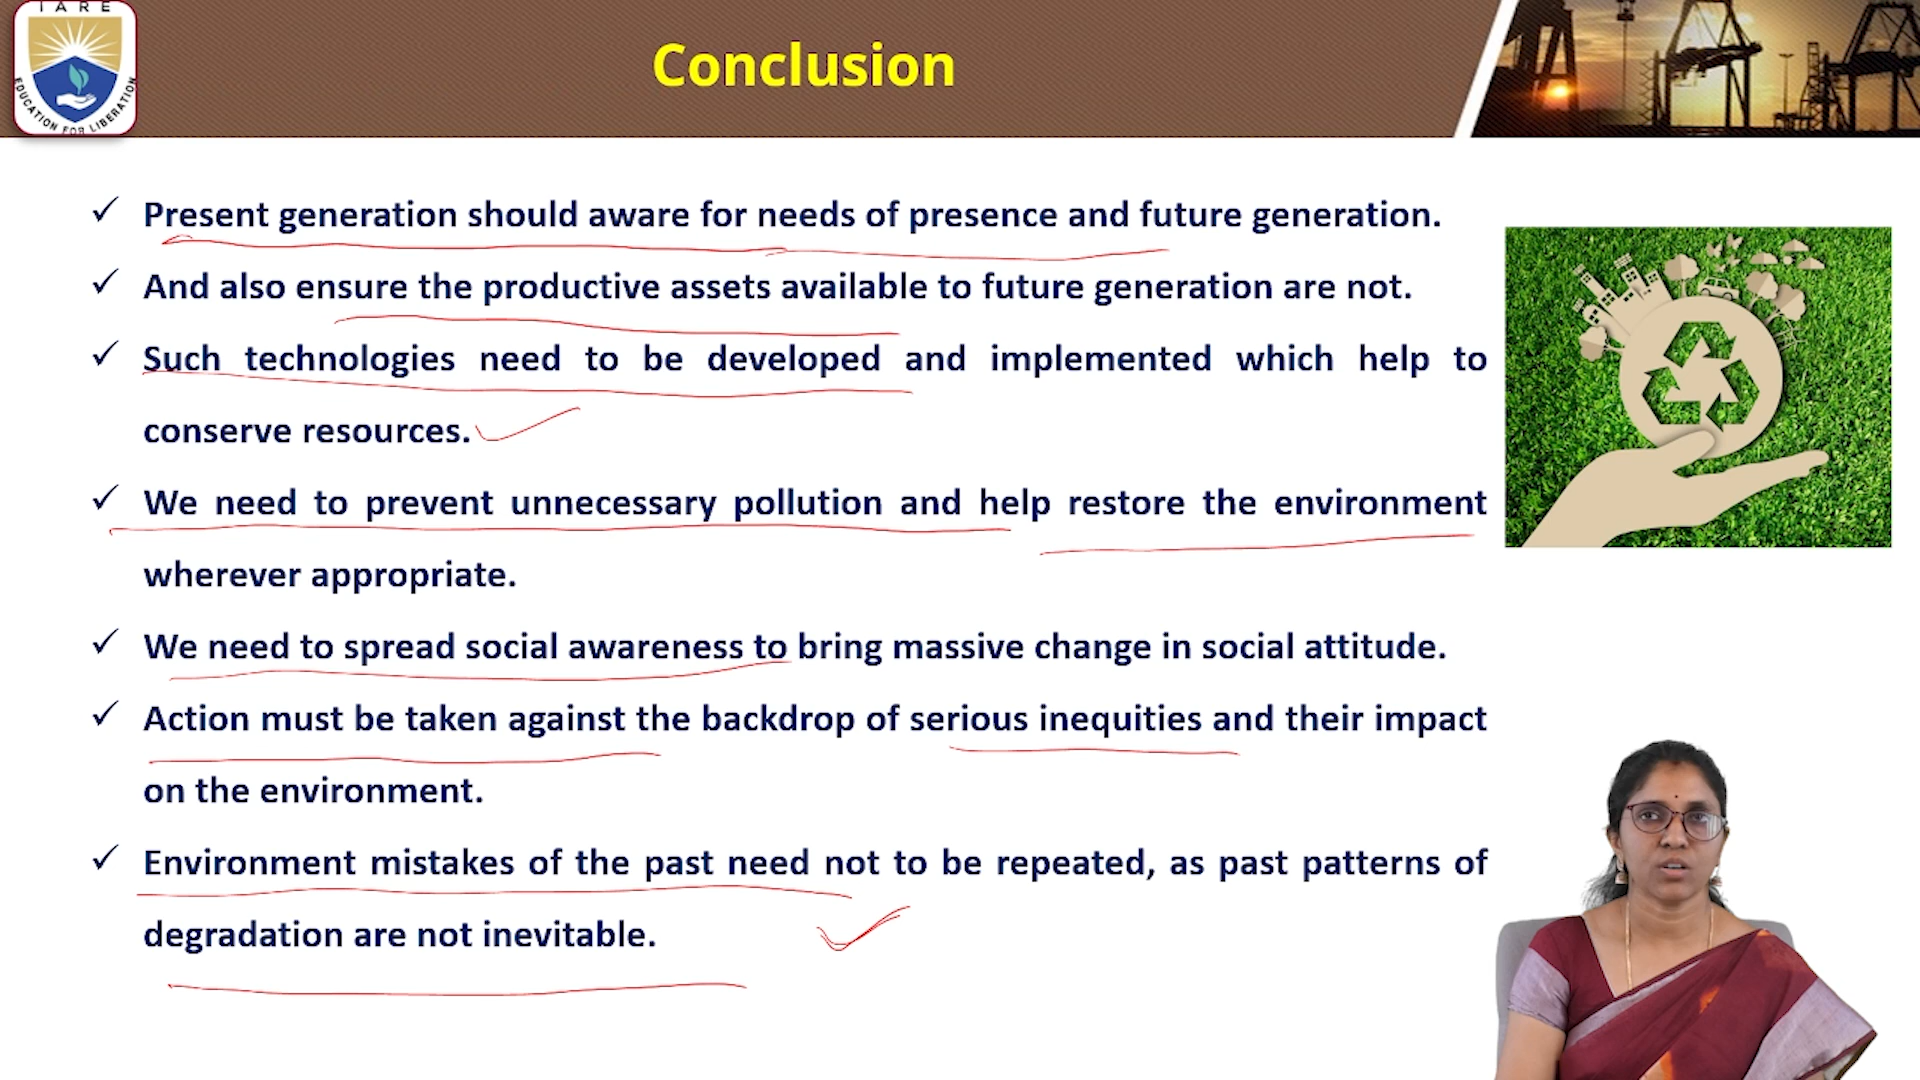 IARE
EDUCATION FOR LIBERATION
Conclusion
✓ Present generation should aware for needs of presence and future generation.
✓ And also ensure the productive assets available to future generation are not.
✓ Such technologies need to be developed and implemented which help to
conserve resources.
✓ We need to prevent unnecessary pollution and help restore the environment
wherever appropriate.
✓ We need to spread social awareness to bring massive change in social attitude.
✓ Action must be taken against the backdrop of serious inequities and their impact
on the environment.
✓ Environment mistakes of the past need not to be repeated, as past patterns of
degradation are not inevitable.